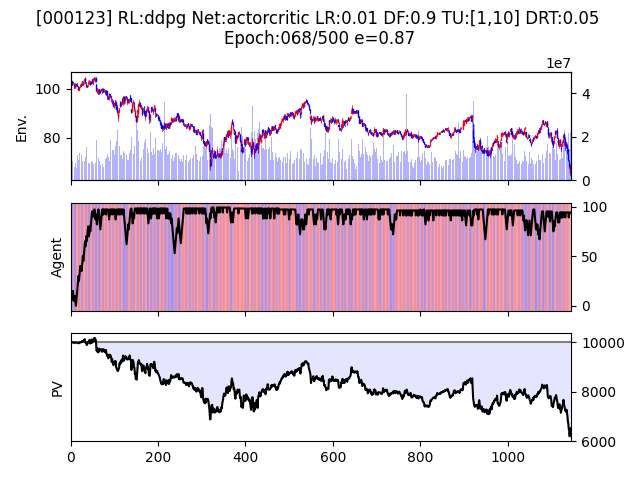 [000123] RL:ddpg Net:actorcritic LR:0.01 DF:0.9 TU:[1,10] DRT:0.05
Epoch:068/500 e=0.87
1e7
Env.
100
80
4
2
0
Agent
100
50
0
PV
10000
8000
6000
0 200 400 600 800 1000